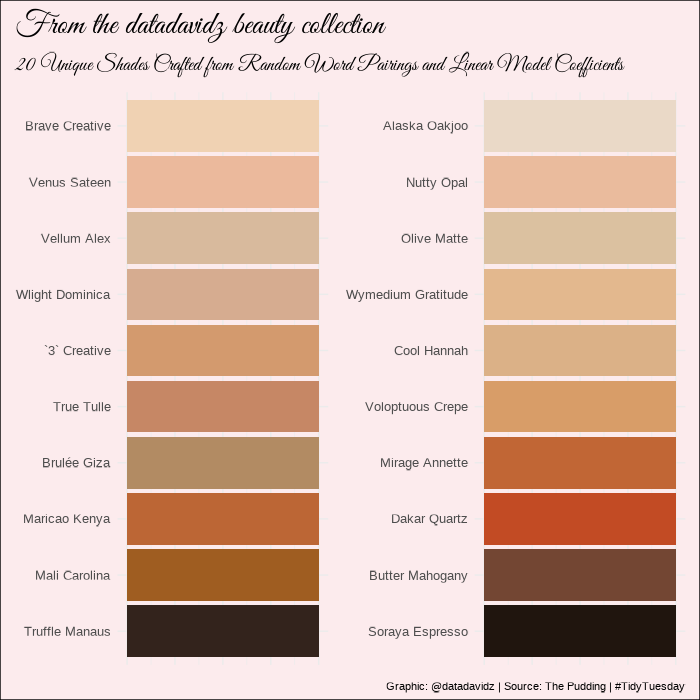 From the datadavidz beauty collection
20 Unique Shades Crafted from Random Word Pairings and Linear Model Coefficients
Brave Creative
Venus Sateen
Vellum Alex
Wlight Dominica
`3` Creative
True Tulle
Brulée Giza
Maricao Kenya
Mali Carolina
Truffle Manaus
Alaska Oakjoo
Nutty Opal
Olive Matte
Wymedium Gratitude
Cool Hannah
Voloptuous Crepe
Mirage Annette
Dakar Quartz
Butter Mahogany
Soraya Espresso
Graphic: @datadavidz | Source: The Pudding | #TidyTuesday